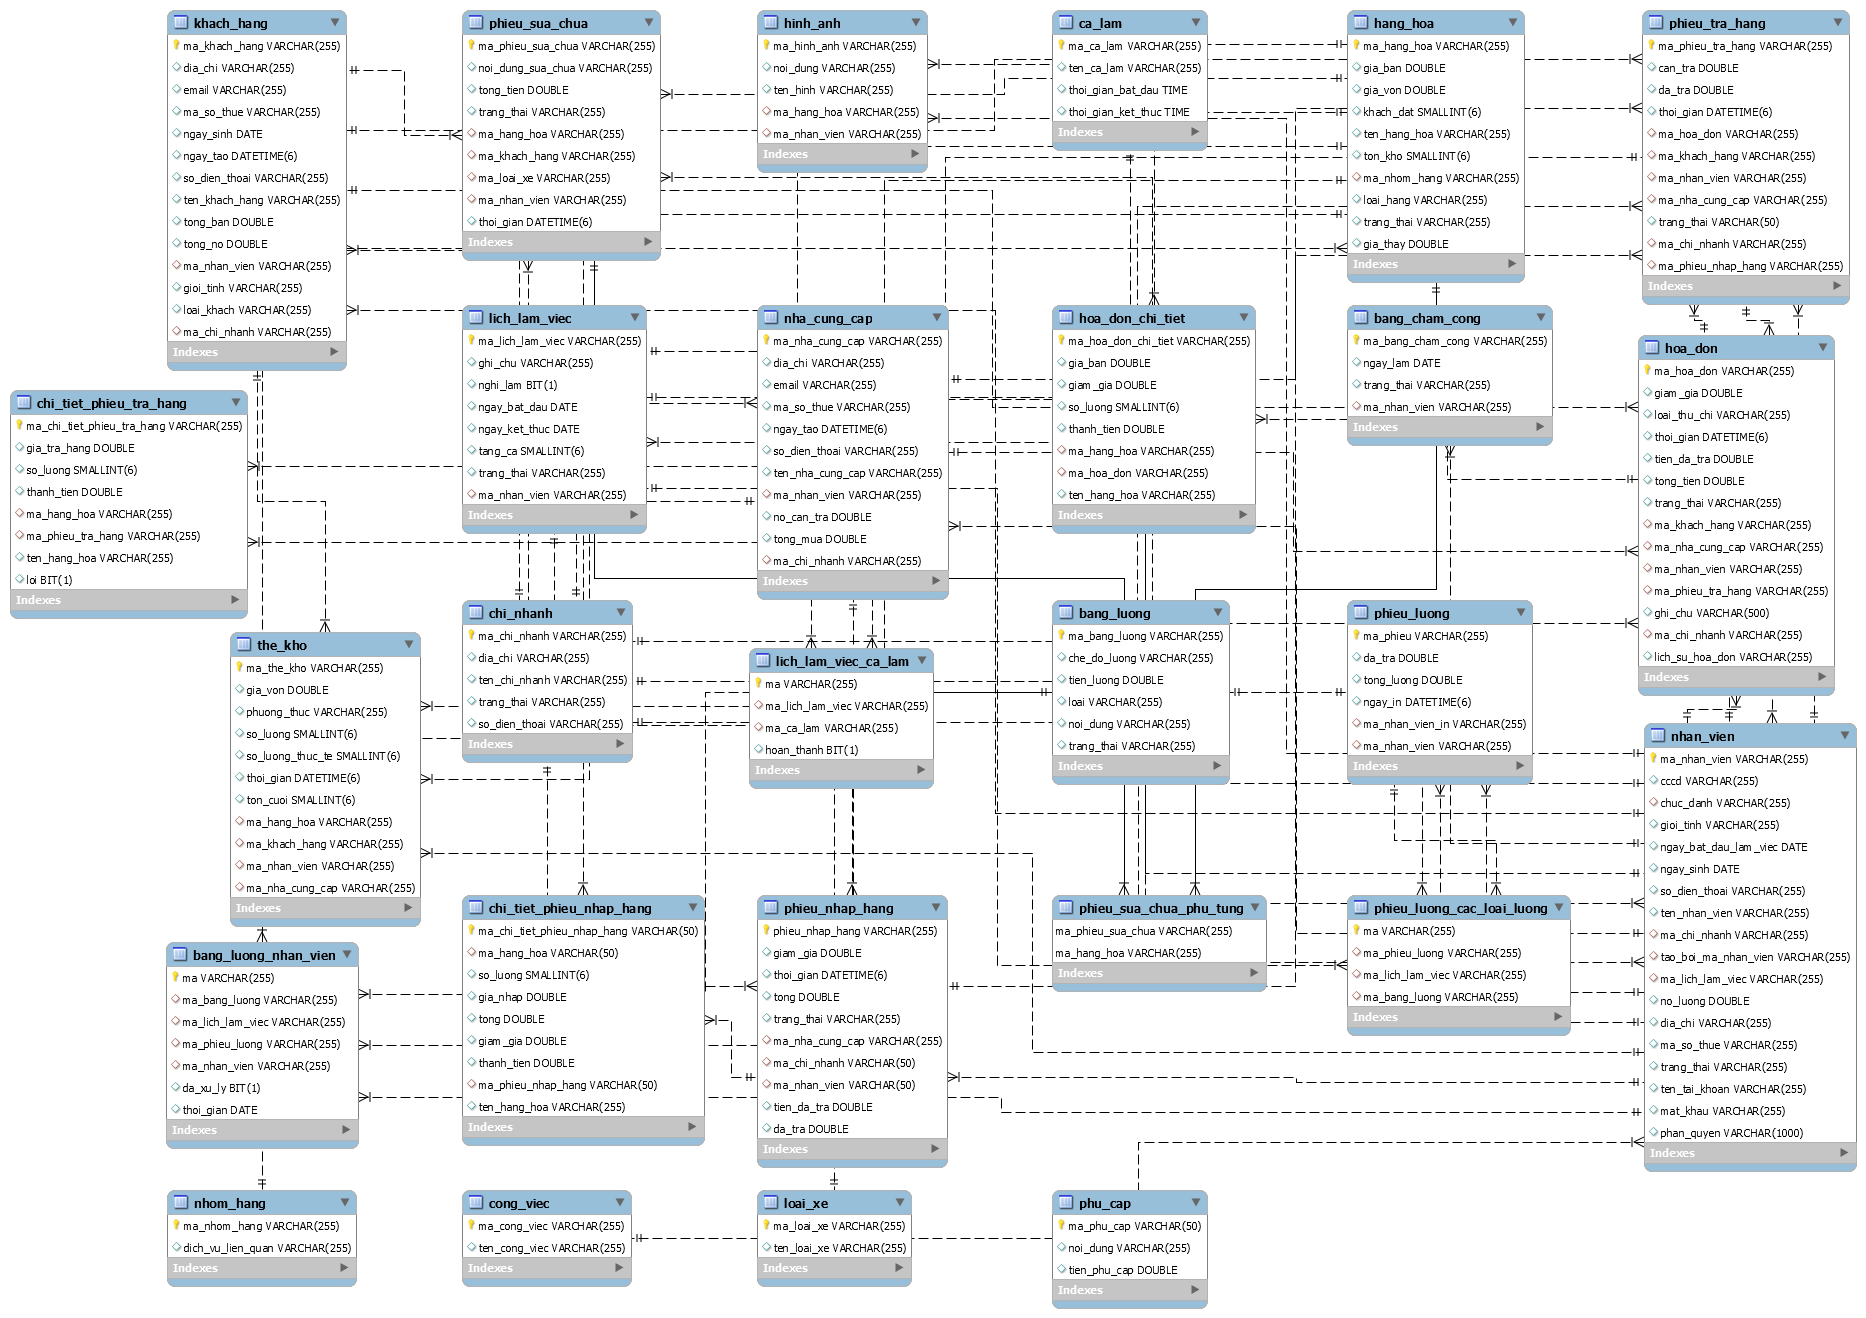 khach_hang
ma_khach_hang VARCHAR(255)
dia_chi VARCHAR(255)
email VARCHAR(255)
ma_so_thue VARCHAR(255)
ngay_sinh DATE
ngay_tao DATETIME(6)
so_dien_thoai VARCHAR(255)
ten_khach_hang VARCHAR(255)
tong_ban DOUBLE
tong_no DOUBLE
ma_nhan_vien VARCHAR(255)
gioi_tinh VARCHAR(255)
loai_khach VARCHAR(255)
ma_chi_nhanh VARCHAR(255)
Indexes
phieu_sua_chua
ma_phieu_sua_chua VARCHAR(255)
noi_dung_sua_chua VARCHAR(255)
tong_tien DOUBLE
trang_thai VARCHAR(255)
ma_hang_hoa VARCHAR(255)
ma_khach_hang VARCHAR(255)
ma_loai_xe VARCHAR(255)
ma_nhan_vien VARCHAR(255)
thoi_gian DATETIME(6)
Indexes
hinh_anh
ma_hinh_anh VARCHAR(255)
noi_dung VARCHAR(255)
ten_hinh VARCHAR(255)
ma_hang_hoa VARCHAR(255)
ma_nhan_vien VARCHAR(255)
Indexes
ca_lam
ma_ca_lam VARCHAR(255)
ten_ca_lam VARCHAR(255)
thoi_gian_bat_dau TIME
thoi_gian_ket_thuc TIME
Indexes
hang_hoa
ma_hang_hoa VARCHAR(255)
gia_ban DOUBLE
gia_von DOUBLE
khach_dat SMALLINT(6)
ten_hang_hoa VARCHAR(255)
ton_kho SMALLINT(6)
ma_nhom_hang VARCHAR(255)
loai_hang VARCHAR(255)
trang_thai VARCHAR(255)
gia_thay DOUBLE
Indexes
phieu_tra_hang
ma_phieu_tra_hang VARCHAR(255)
can_tra DOUBLE
da_tra DOUBLE
thoi_gian DATETIME(6)
ma_hoa_don VARCHAR(255)
ma_khach_hang VARCHAR(255)
ma_nhan_vien VARCHAR(255)
ma_nha_cung_cap VARCHAR(255)
trang_thai VARCHAR(50)
ma_chi_nhanh VARCHAR(255)
ma_phieu_nhap_hang VARCHAR(255)
Indexes
chi_tiet_phieu_tra_hang
ma_chi_tiet_phieu_tra_hang VARCHAR(255)
gia_tra_hang DOUBLE
so_luong SMALLINT(6)
thanh_tien DOUBLE
ma_hang_hoa VARCHAR(255)
ma_phieu_tra_hang VARCHAR(255)
ten_hang_hoa VARCHAR(255)
loi BIT(1)
Indexes
lich_lam_viec
ma_lich_lam_viec VARCHAR(255)
ghi_chu VARCHAR(255)
nghi_lam BIT(1)
ngay_bat_dau DATE
ngay_ket_thuc DATE
tang_ca SMALLINT(6)
trang_thai VARCHAR(255)
ma_nhan_vien VARCHAR(255)
Indexes
nha_cung_cap
ma_nha_cung_cap VARCHAR(255)
dia_chi VARCHAR(255)
email VARCHAR(255)
ma_so_thue VARCHAR(255)
ngay_tao DATETIME(6)
so_dien_thoai VARCHAR(255)
ten_nha_cung_cap VARCHAR(255)
ma_nhan_vien VARCHAR(255)
no_can_tra DOUBLE
tong_mua DOUBLE
ma_chi_nhanh VARCHAR(255)
Indexes
hoa_don_chi_tiet
ma_hoa_don_chi_tiet VARCHAR(255)
gia_ban DOUBLE
giam_gia DOUBLE
so_luong SMALLINT(6)
thanh_tien DOUBLE
ma_hang_hoa VARCHAR(255)
ma_hoa_don VARCHAR(255)
ten_hang_hoa VARCHAR(255)
Indexes
bang_cham_cong
ma_bang_cham_cong VARCHAR(255)
ngay_lam DATE
trang_thai VARCHAR(255)
ma_nhan_vien VARCHAR(255)
Indexes
hoa_don
ma_hoa_don VARCHAR(255)
giam_gia DOUBLE
loai_thu_chi VARCHAR(255)
thoi_gian DATETIME(6)
tien_da_tra DOUBLE
tong_tien DOUBLE
trang_thai VARCHAR(255)
ma_khach_hang VARCHAR(255)
ma_nha_cung_cap VARCHAR(255)
ma_nhan_vien VARCHAR(255)
ma_phieu_tra_hang VARCHAR(255)
ghi_chu VARCHAR(500)
ma_chi_nhanh VARCHAR(255)
lich_su_hoa_don VARCHAR(255)
Indexes
the_kho
ma_the_kho VARCHAR(255)
gia_von DOUBLE
phuong_thuc VARCHAR(255)
so_luong SMALLINT(6)
so_luong_thuc_te SMALLINT(6)
thoi_gian DATETIME(6)
ton_cuoi SMALLINT(6)
ma_hang_hoa VARCHAR(255)
ma_khach_hang VARCHAR(255)
ma_nhan_vien VARCHAR(255)
ma_nha_cung_cap VARCHAR(255)
Indexes
chi_nhanh
ma_chi_nhanh VARCHAR(255)
dia_chi VARCHAR(255)
ten_chi_nhanh VARCHAR(255)
trang_thai VARCHAR(255)
so_dien_thoai VARCHAR(255)
Indexes
lich_lam_viec_ca_lam
ma VARCHAR(255)
ma_lich_lam_viec VARCHAR(255)
ma_ca_lam VARCHAR(255)
hoan_thanh BIT(1)
Indexes
bang_luong
ma_bang_luong VARCHAR(255)
che_do_luong VARCHAR(255)
tien_luong DOUBLE
loai VARCHAR(255)
noi_dung VARCHAR(255)
trang_thai VARCHAR(255)
Indexes
phieu_luong
ma_phieu VARCHAR(255)
da_tra DOUBLE
tong_luong DOUBLE
ngay_in DATETIME(6)
ma_nhan_vien_in VARCHAR(255)
ma_nhan_vien VARCHAR(255)
Indexes
nhan_vien
ma_nhan_vien VARCHAR(255)
cccd VARCHAR(255)
chuc_danh VARCHAR(255)
gioi_tinh VARCHAR(255)
ngay_bat_dau_lam_viec DATE
ngay_sinh DATE
so_dien_thoai VARCHAR(255)
ten_nhan_vien VARCHAR(255)
ma_chi_nhanh VARCHAR(255)
tao_boi_ma_nhan_vien VARCHAR(255)
ma_lich_lam_viec VARCHAR(255)
no_luong DOUBLE
dia_chi VARCHAR(255)
ma_so_thue VARCHAR(255)
trang_thai VARCHAR(255)
ten_tai_khoan VARCHAR(255)
mat_khau VARCHAR(255)
phan_quyen VARCHAR(1000)
Indexes
bang_luong_nhan_vien
ma VARCHAR(255)
ma_bang_luong VARCHAR(255)
ma_lich_lam_viec VARCHAR(255)
ma_phieu_luong VARCHAR(255)
ma_nhan_vien VARCHAR(255)
da_xu_ly BIT(1)
thoi_gian DATE
Indexes
chi_tiet_phieu_nhap_hang
ma_chi_tiet_phieu_nhap_hang VARCHAR(50)
ma_hang_hoa VARCHAR(50)
so_luong SMALLINT(6)
gia_nhap DOUBLE
tong DOUBLE
giam_gia DOUBLE
thanh_tien DOUBLE
ma_phieu_nhap_hang VARCHAR(50)
ten_hang_hoa VARCHAR(255)
Indexes
phieu_nhap_hang
phieu_nhap_hang VARCHAR(255)
giam_gia DOUBLE
thoi_gian DATETIME(6)
tong DOUBLE
trang_thai VARCHAR(255)
ma_nha_cung_cap VARCHAR(255)
ma_chi_nhanh VARCHAR(50)
ma_nhan_vien VARCHAR(50)
tien_da_tra DOUBLE
da_tra DOUBLE
Indexes
phieu_sua_chua_phu_tung
ma_phieu_sua_chua VARCHAR(255)
ma_hang_hoa VARCHAR(255)
Indexes
phieu_luong_cac_loai_luong
ma VARCHAR(255)
ma_phieu_luong VARCHAR(255)
ma_lich_lam_viec VARCHAR(255)
ma_bang_luong VARCHAR(255)
Indexes
nhom_hang
ma_nhom_hang VARCHAR(255)
dich_vu_lien_quan VARCHAR(255)
Indexes
cong_viec
ma_cong_viec VARCHAR(255)
ten_cong_viec VARCHAR(255)
Indexes
loai_xe
ma_loai_xe VARCHAR(255)
ten_loai_xe VARCHAR(255)
Indexes
phu_cap
ma_phu_cap VARCHAR(50)
noi_dung VARCHAR(255)
tien_phu_cap DOUBLE
Indexes